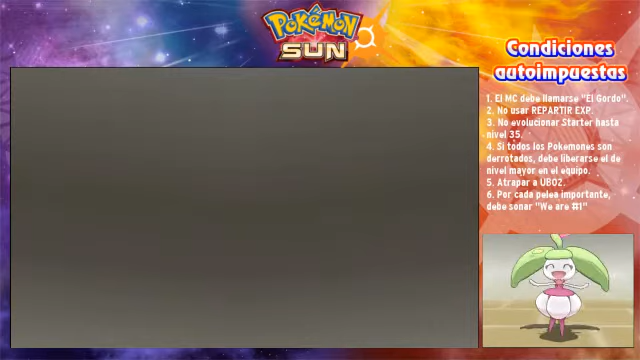 POKéMON
SUN
Condiciones
autoimpuestas
1. El MC debe llamarse "El Gordo".
2. No usar REPARTIR EXP.
3. No evolucionar Starter hasta
nivel 35.
4. Si todos los Pokemones son
derrotados, debe liberarse el de
nivel mayor en el equipo.
5. Atrapar a UB02.
6. Por cada pelea importante,
debe sonar "We are #1"